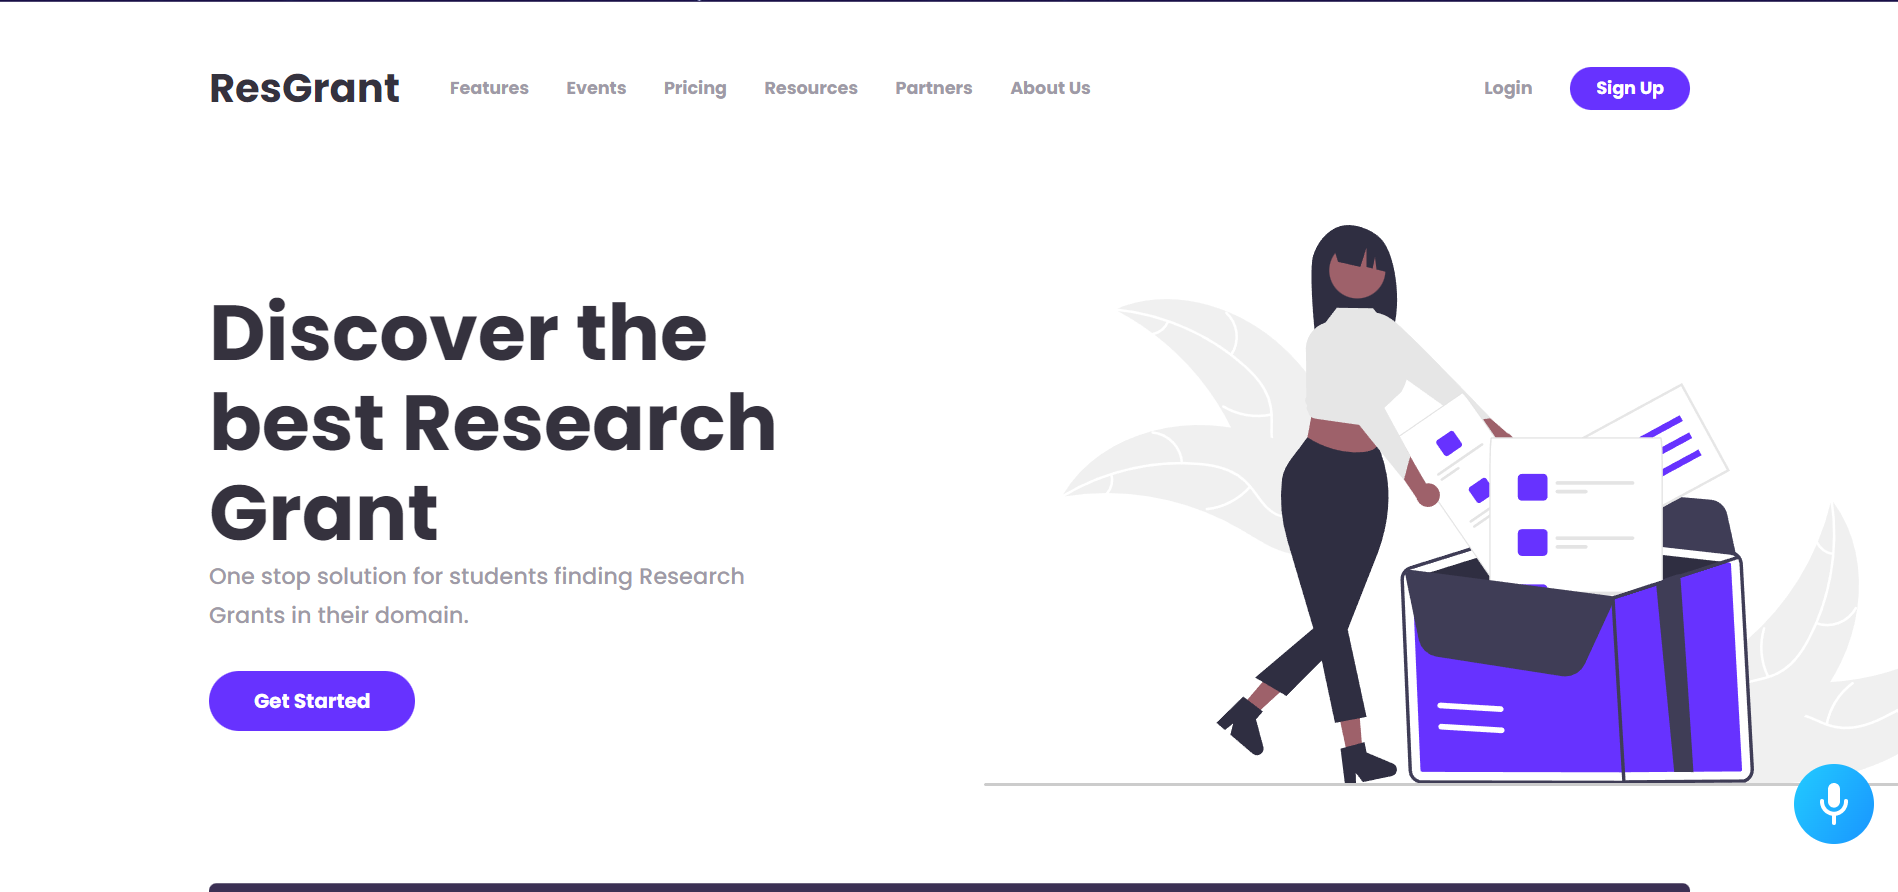 ResGrant
Features Events Pricing Resources Partners About Us
Login
Sign Up
Discover the
best Research
Grant
One stop solution for students finding Research
Grants in their domain.
Get Started